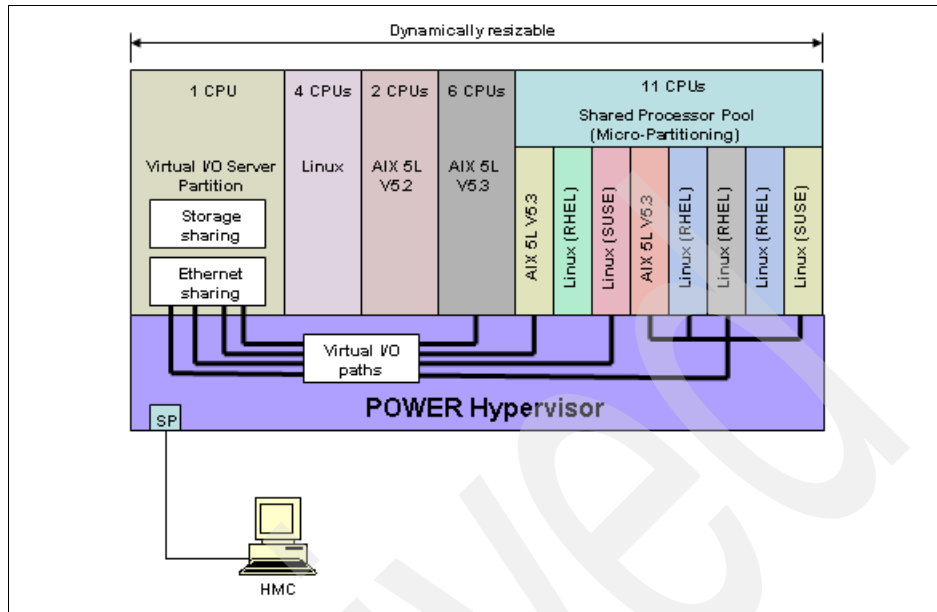 Dynamically resizable
1 CPU
4 CPUs
2 CPUs
6 CPUs
11 CPUs
Shared Processor Pool
(Micro-Partitioning)
Virtual I/O Server
Partition
Linux
AIX 5L
V5.2
AIX 5L
V5.3
Storage
sharing
Ethernet
sharing
AIX 5L V5.3
Linux (RHEL)
Linux (SUSE)
AIX 5L V5.3
Linux (RHEL)
Linux (RHEL)
Linux (RHEL)
Linux (SUSE)
Virtual I/O
paths
POWER Hypervisor
SP
HMC